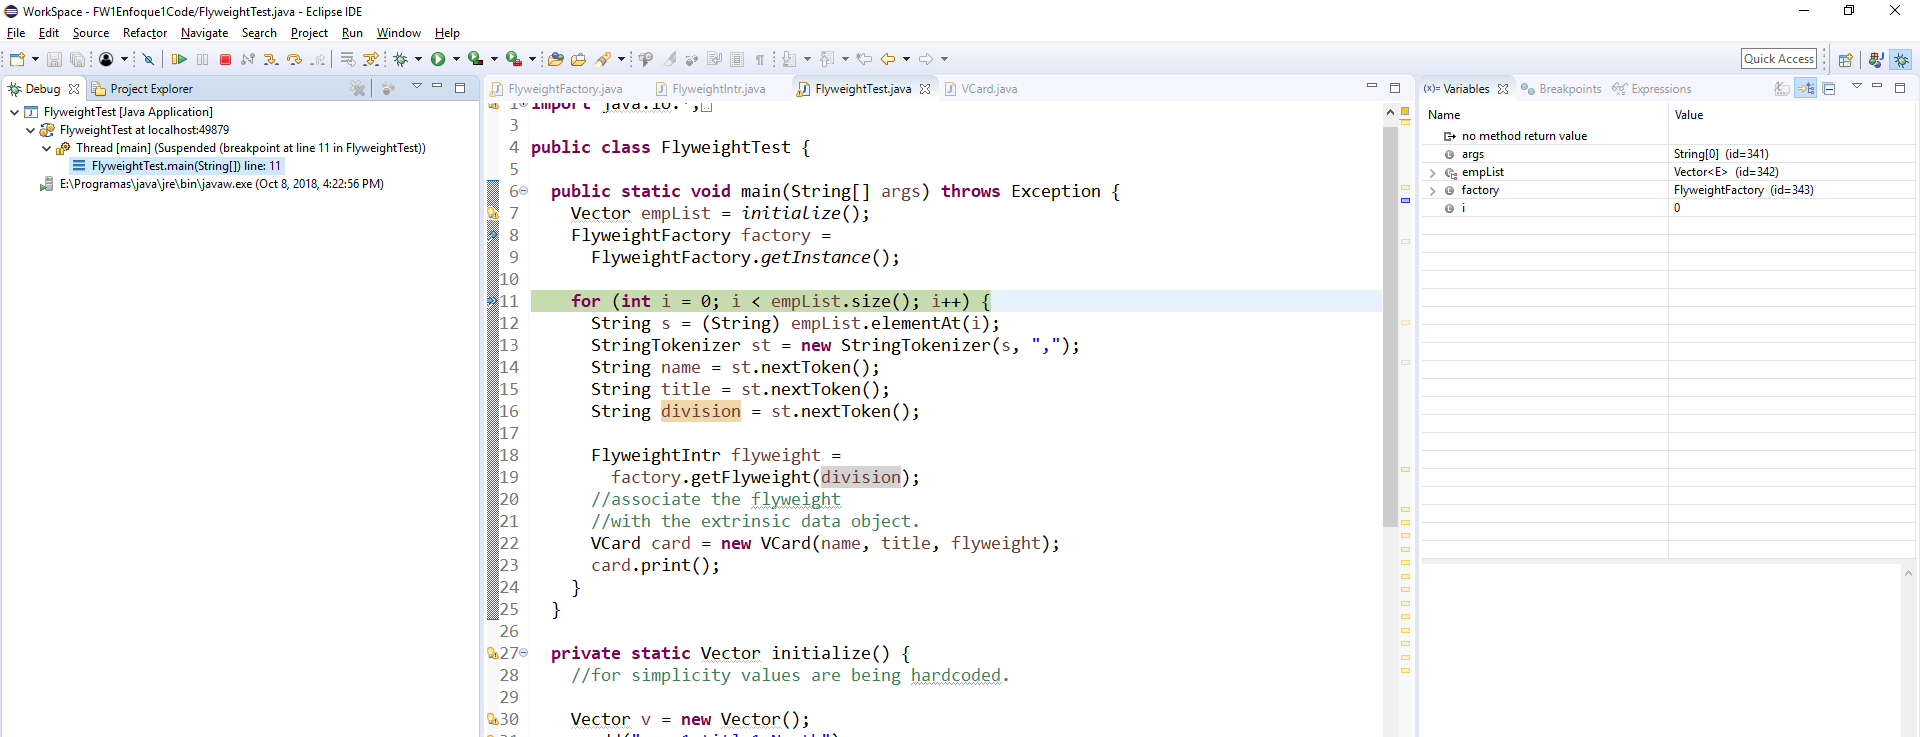 WorkSpace - FW1Enfoque1Code/FlyweightTest.java - Eclipse IDE
File Edit Source Refactor Navigate Search Project Run Window Help
Quick Access
Debug Project Explorer
FlyweightTest [Java Application]
FlyweightTest at localhost:49879
Thread [main] (Suspended (breakpoint at line 11 in FlyweightTest))
FlyweightTest.main(String[]) line: 11
E:\Programas\java\jre\bin\javaw.exe (Oct 8, 2018, 4:22:56 PM)
FlyweightFactory.java FlyweightIntr.java FlyweightTest.java VCard.java
1 import java.io.*;
3
4 public class FlyweightTest {
5
6 public static void main(String[] args) throws Exception {
7 Vector empList = initialize();
8 FlyweightFactory factory =
9 FlyweightFactory.getInstance();
10
11 for (int i = 0; i < empList.size(); i++) {
12 String s = (String) empList.elementAt(i);
13 StringTokenizer st = new StringTokenizer(s, ",");
14 String name = st.nextToken();
15 String title = st.nextToken();
16 String division = st.nextToken();
17
18 FlyweightIntr flyweight =
19 factory.getFlyweight(division);
20 //associate the flyweight
21 //with the extrinsic data object.
22 VCard card = new VCard(name, title, flyweight);
23 card.print();
24 }
25 }
26
27 private static Vector initialize() {
28 //for simplicity values are being hardcoded.
29
30 Vector v = new Vector();
(x)= Variables Breakpoints Expressions
Name Value
no method return value
args String[0] (id=341)
empList Vector<E> (id=342)
factory FlyweightFactory (id=343)
i 0